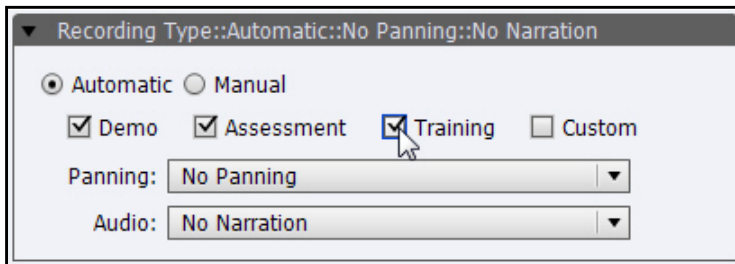 Recording Type::Automatic::No Panning::No Narration
Automatic Manual
Demo Assessment Training Custom
Panning: No Panning
Audio: No Narration